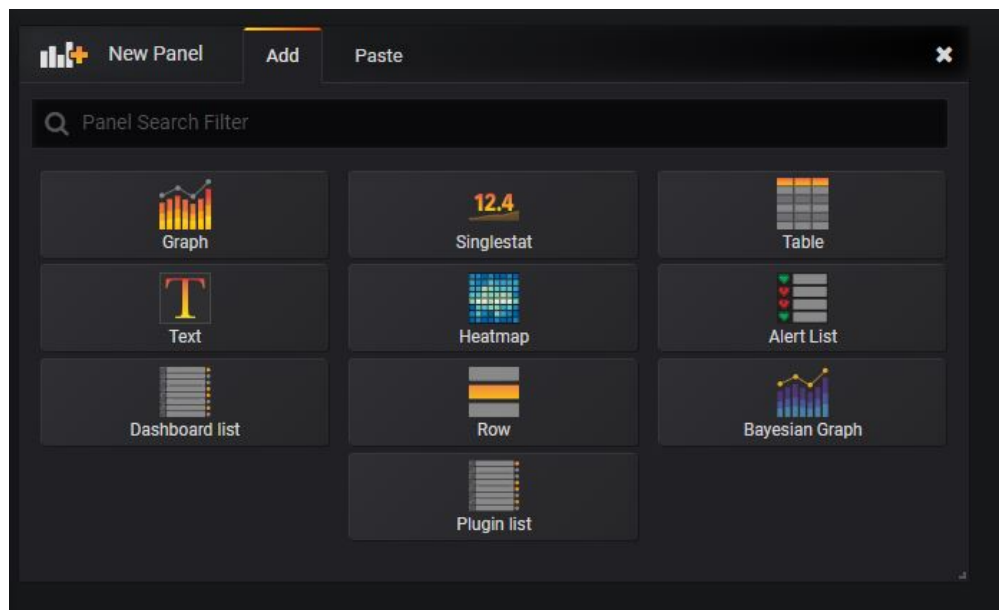 New Panel Add Paste
Panel Search Filter
12.4
Graph Singlestat Table
T
Text Heatmap Alert List
Dashboard list Row Bayesian Graph
Plugin list